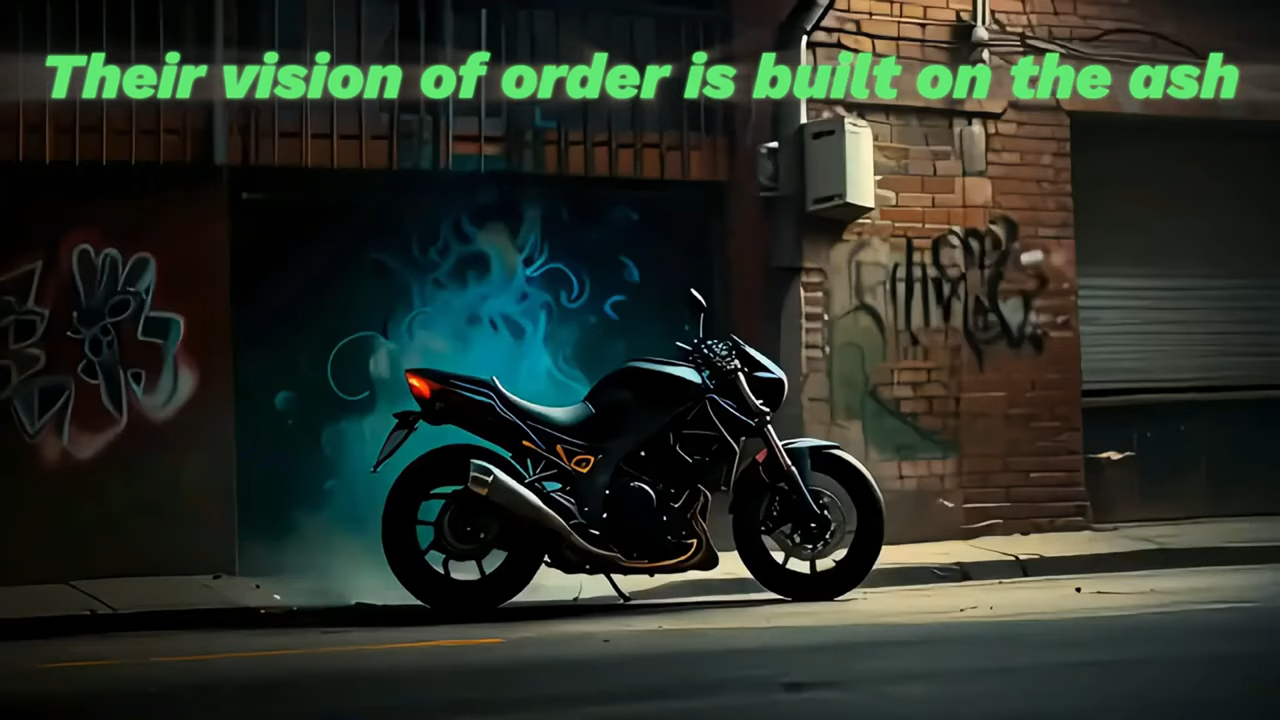 Their vision of order is built on the ash